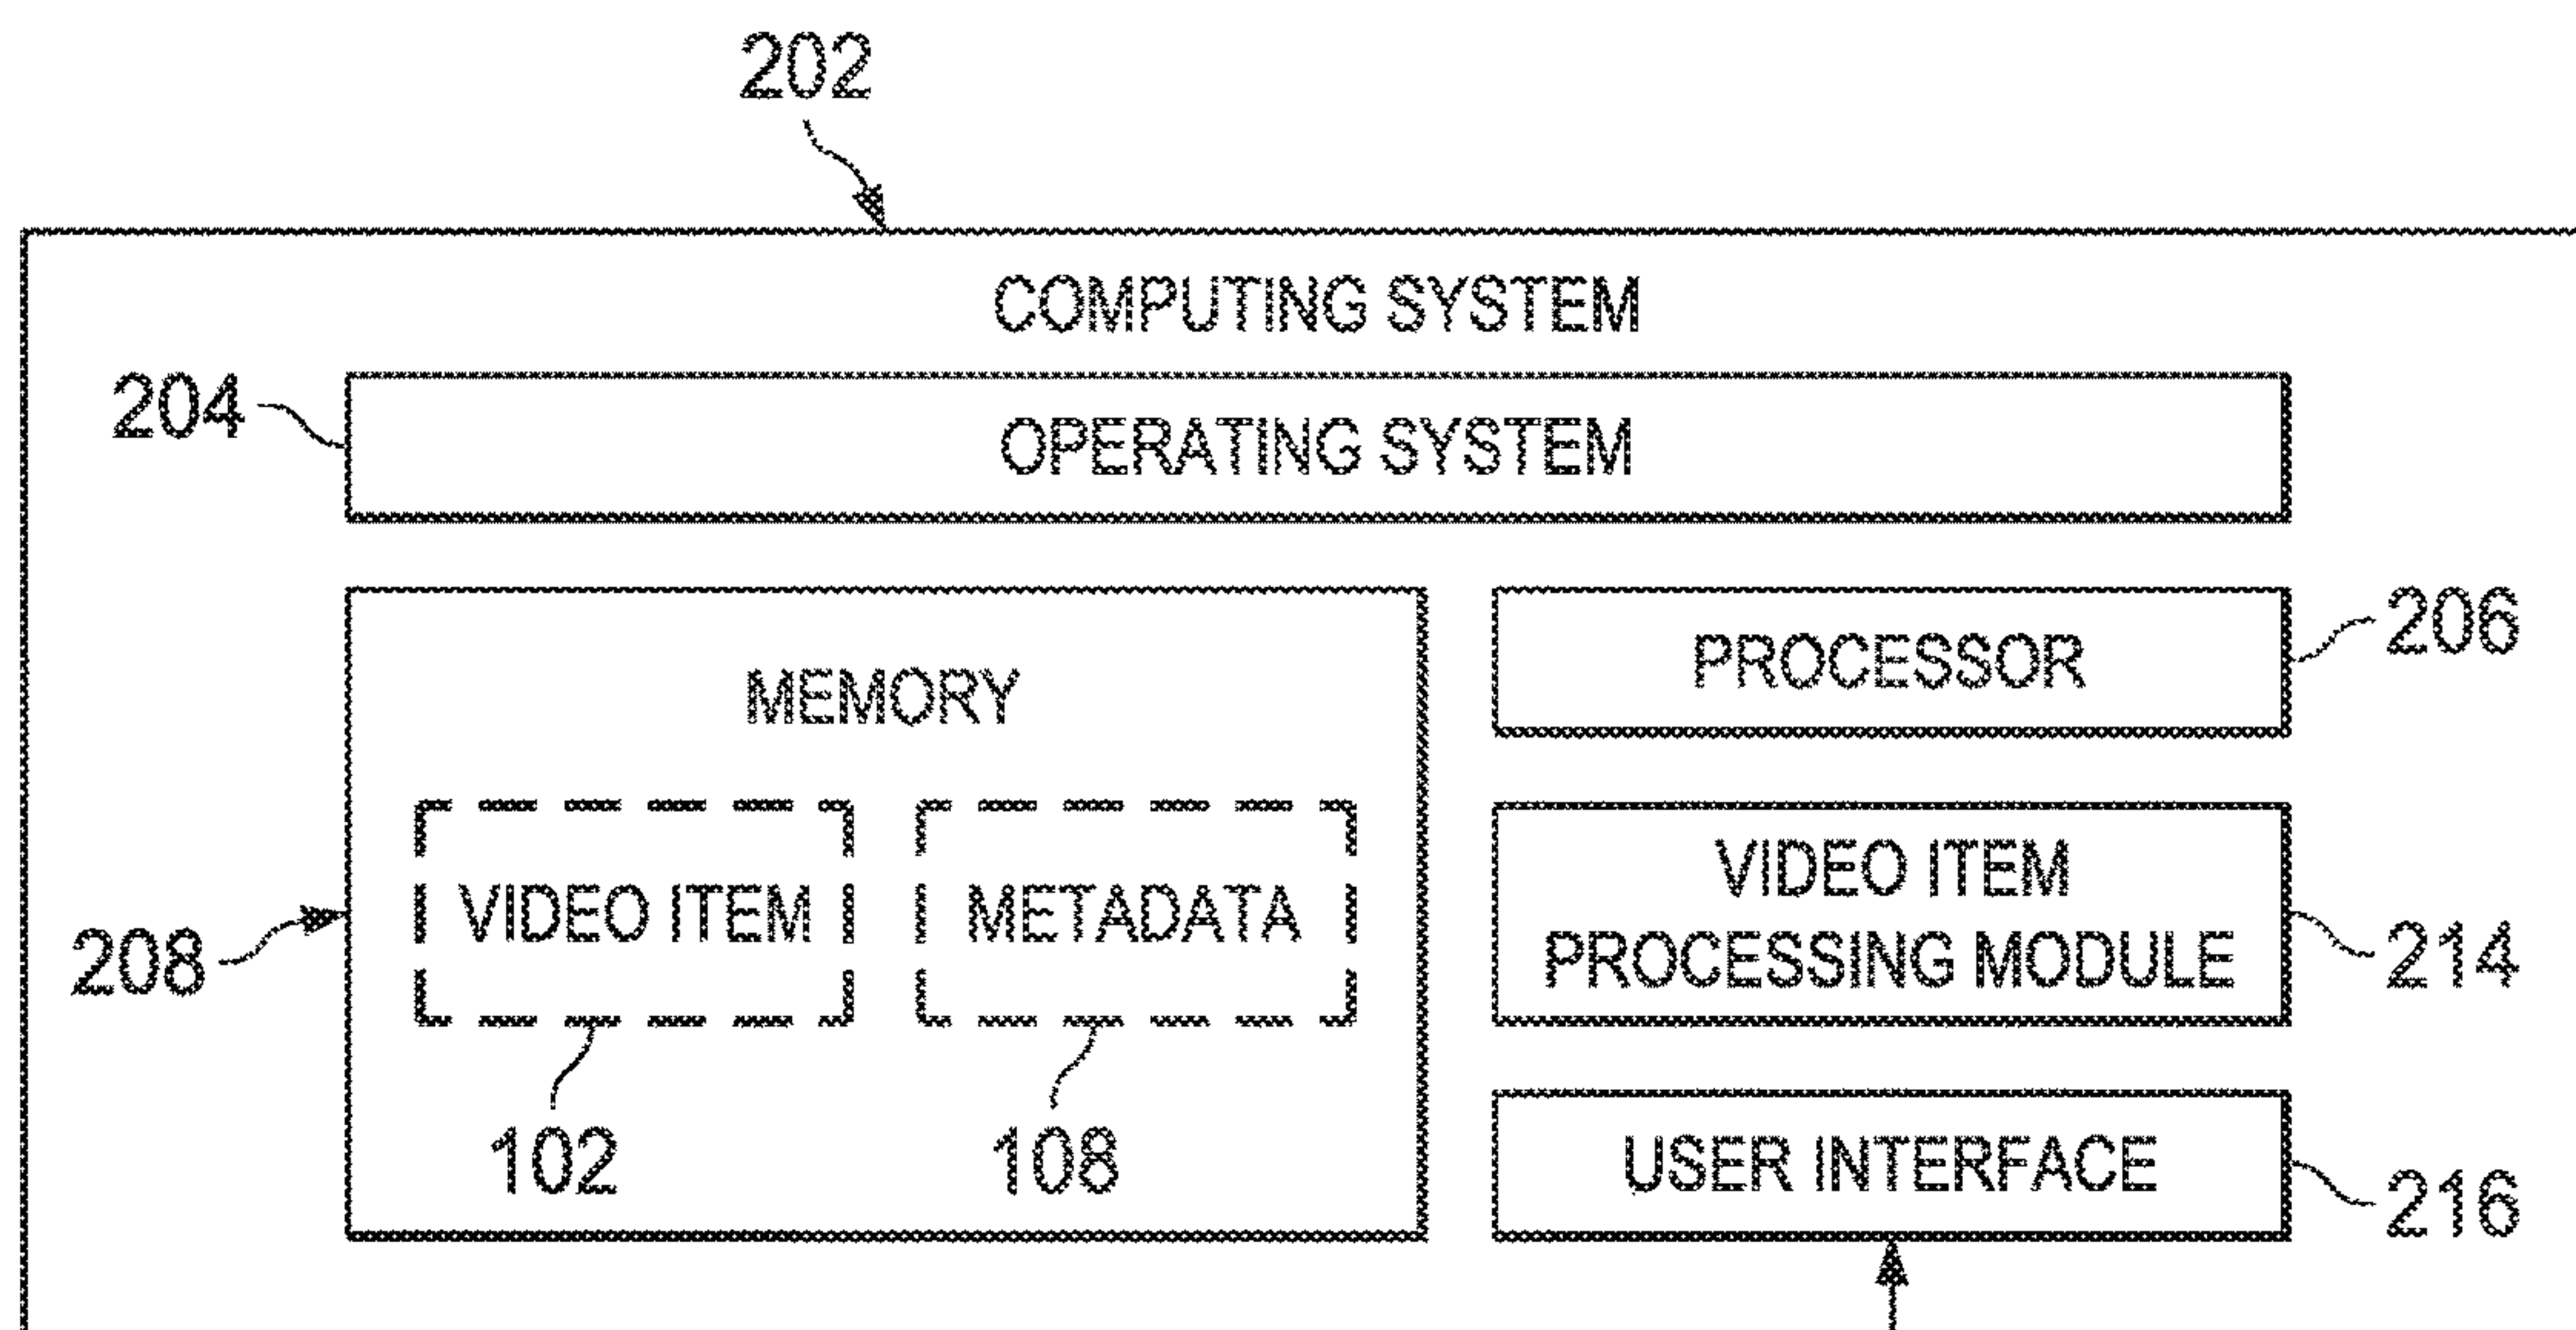 202
COMPUTING SYSTEM
204
OPERATING SYSTEM
MEMORY
PROCESSOR
206
VIDEO ITEM
METADATA
208
VIDEO ITEM
PROCESSING MODULE
214
102
108
USER INTERFACE
216